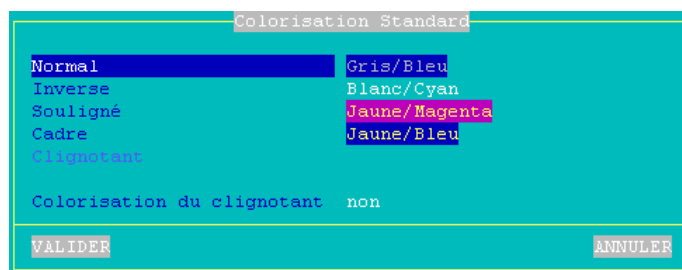 Colorisation Standard
Normal Gris/Bleu
Inverse Blanc/Cyan
Souligné Jaune/Magenta
Cadre Jaune/Bleu
Clignotant
Colorisation du clignotant non
VALIDER ANNULER